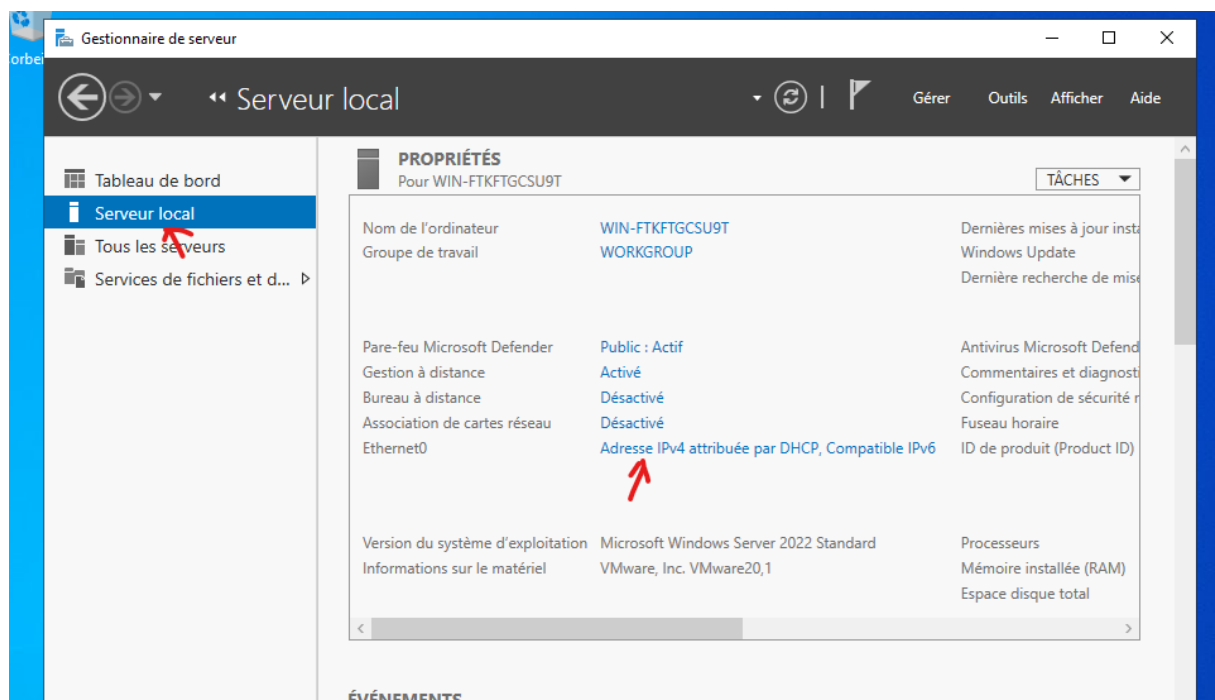 Corbei
Gestionnaire de serveur
Serveur local
Gérer Outils Afficher Aide
Tableau de bord
Serveur local
Tous les serveurs
Services de fichiers et d...
PROPRIÉTÉS
Pour WIN-FTKFTGCSU9T
TÂCHES
Nom de l'ordinateur WIN-FTKFTGCSU9T Dernières mises à jour insta
Groupe de travail WORKGROUP Windows Update
Dernière recherche de mise
Pare-feu Microsoft Defender Public : Actif Antivirus Microsoft Defend
Gestion à distance Activé Commentaires et diagnosti
Bureau à distance Désactivé Configuration de sécurité r
Association de cartes réseau Désactivé Fuseau horaire
Ethernet0 Adresse IPv4 attribuée par DHCP, Compatible IPv6 ID de produit (Product ID)
Version du système d'exploitation Microsoft Windows Server 2022 Standard Processeurs
Informations sur le matériel VMware, Inc. VMware20,1 Mémoire installée (RAM)
Espace disque total
ÉVÉNEMENTS